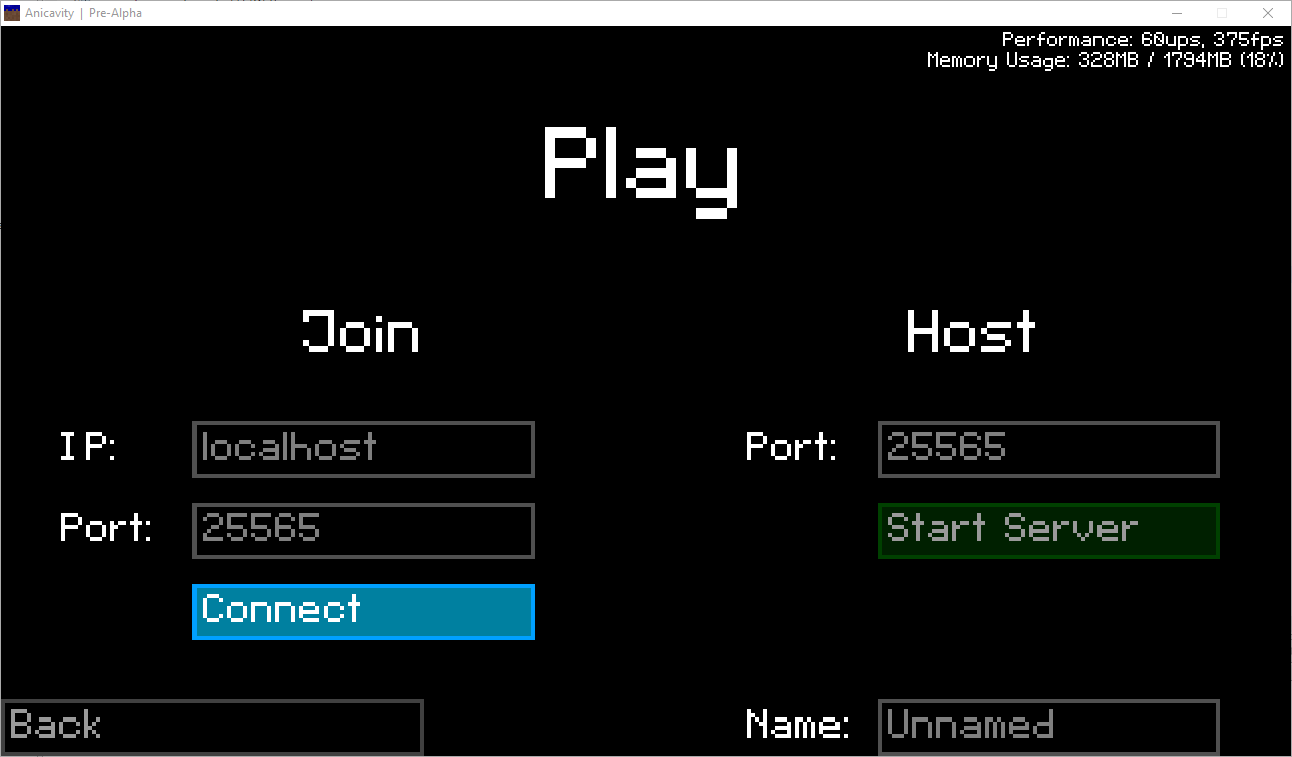 Anicavity | Pre-Alpha
Performance: 60ups, 375fps
Memory Usage: 328MB / 1794MB (18%)
Play
Join
Host
IP: localhost
Port: 25565
Port: 25565
Start Server
Connect
Back
Name: Unnamed